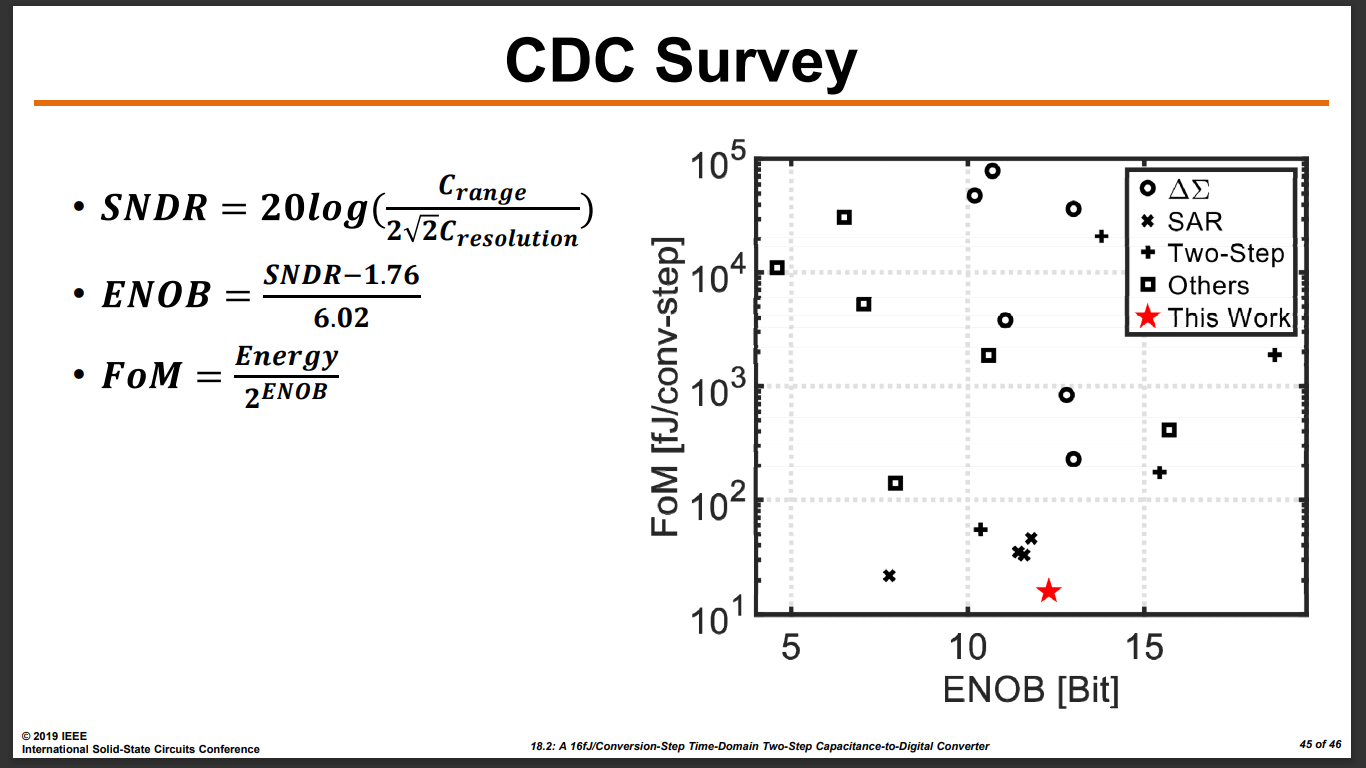 CDC Survey
• SNDR = 20log(C_range / 2√2C_resolution)
• ENOB = SNDR−1.76 / 6.02
• FoM = Energy / 2^ENOB
FoM [fJ/conv-step]
10^5
10^4
10^3
10^2
10^1
5 10 15
ENOB [Bit]
ΔΣ
SAR
Two-Step
Others
This Work
© 2019 IEEE
International Solid-State Circuits Conference
18.2: A 16fJ/Conversion-Step Time-Domain Two-Step Capacitance-to-Digital Converter
45 of 46